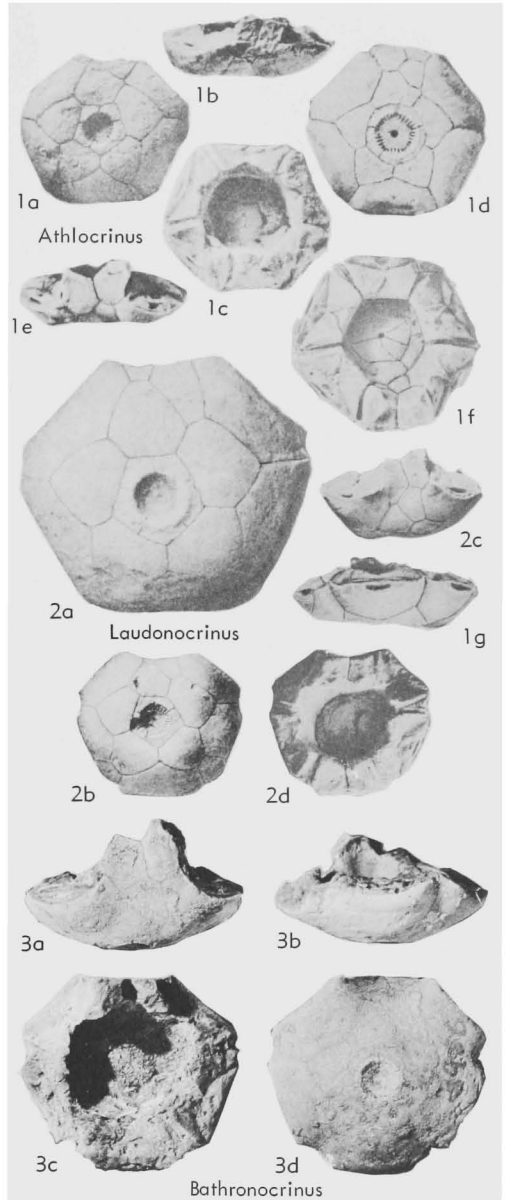 1b
1a
1d
Athlocrinus
1c
1e
1f
2c
2a
Laudonocrinus
1g
2b
2d
3a
3b
3c
3d
Bathronocrinus